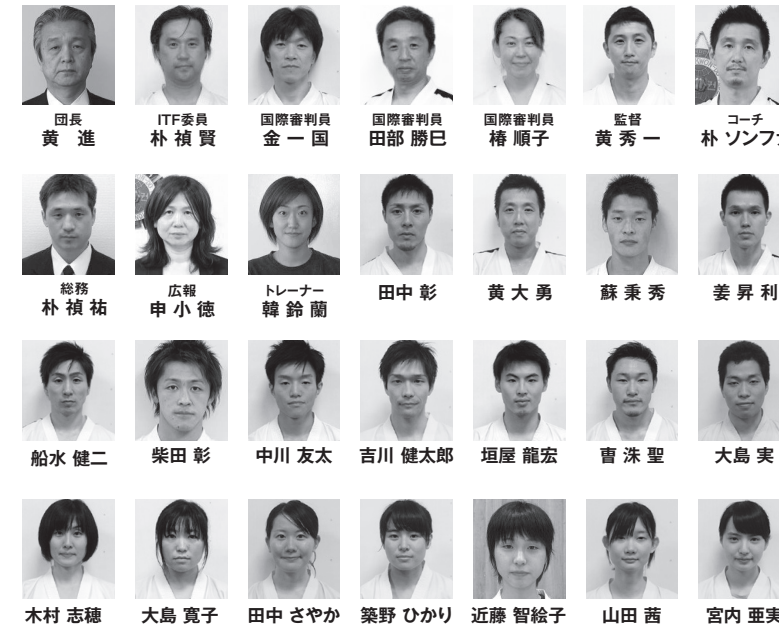 団長 ITF委員 国際審判員 国際審判員 国際審判員 監督 コーチ
黄 進 朴 禎賢 金 一 国 田部 勝巳 椿 順子 黄 秀 一 朴 ソンファ
総務 広報 トレーナー
朴 禎 祐 申 小 徳 韓 鈴 蘭 田中 彰 黄 大 勇 蘇 秉 秀 姜 昇 利
船水 健二 柴田 彰 中川 友太 吉川 健太郎 垣屋 龍宏 曺 洙 聖 大島 実
木村 志穂 大島 寛子 田中 さやか 築野 ひかり 近藤 智絵子 山田 茜 宮内 亜実